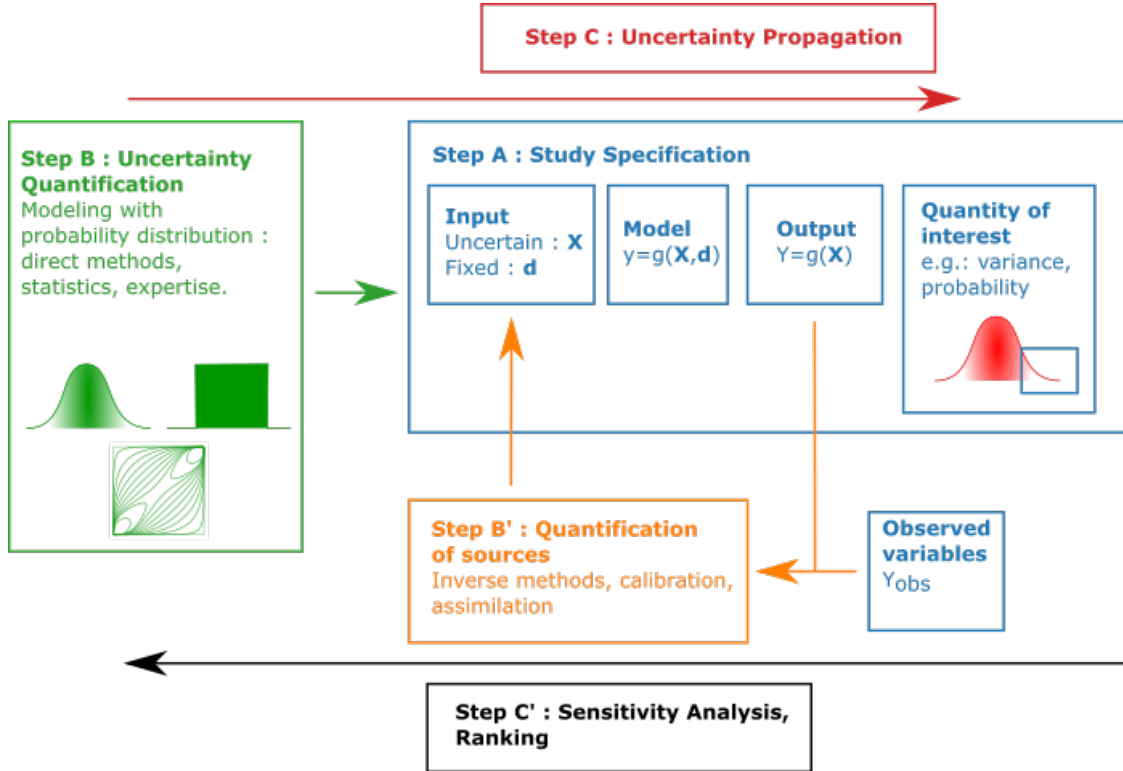 Step C : Uncertainty Propagation
Step B : Uncertainty
Quantification
Modeling with
probability distribution :
direct methods,
statistics, expertise.
Step A : Study Specification
Input
Uncertain : X
Fixed : d
Model
y=g(X,d)
Output
Y=g(X)
Quantity of
interest
e.g.: variance,
probability
Step B' : Quantification
of sources
Inverse methods, calibration,
assimilation
Observed
variables
Yobs
Step C' : Sensitivity Analysis,
Ranking